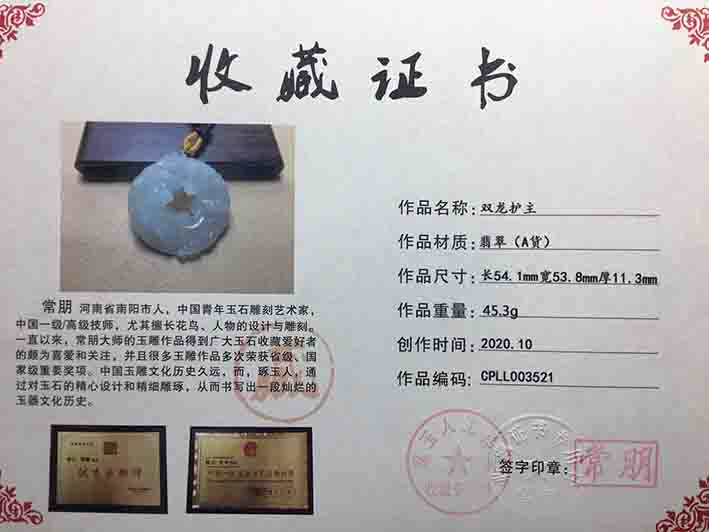 收藏证书
作品名称：双龙护主
作品材质：翡翠（A货）
作品尺寸：长54.1mm宽53.8mm厚11.3mm
作品重量：45.3g
创作时间：2020.10
作品编码：CPLL003521
常朋 河南省南阳市人，中国青年玉石雕刻艺术家，
中国一级/高级技师，尤其擅长花鸟、人物的设计与雕刻。
一直以来，常朋大师的玉雕作品得到广大玉石收藏爱好者
的颇为喜爱和关注，并且很多玉雕作品多次荣获省级、国
家级重要奖项。中国玉雕文化历史久远，而，琢玉人，通
过对玉石的精心设计和精细雕琢，从而书写出一段灿烂的
玉器文化历史。
签字印章：
常朋